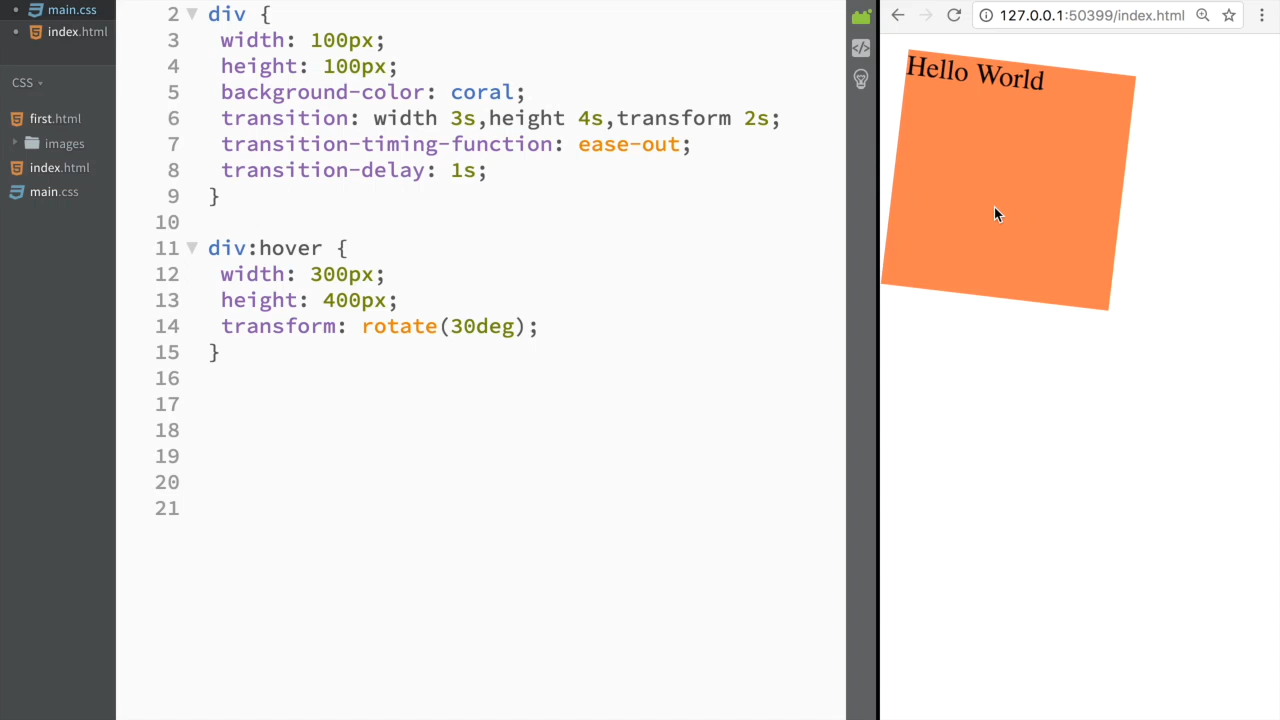 main.css
index.html
CSS
first.html
images
index.html
main.css
2 div {
3 width: 100px;
4 height: 100px;
5 background-color: coral;
6 transition: width 3s,height 4s,transform 2s;
7 transition-timing-function: ease-out;
8 transition-delay: 1s;
9 }
10
11 div:hover {
12 width: 300px;
13 height: 400px;
14 transform: rotate(30deg);
15 }
16
17
18
19
20
21
127.0.0.1:50399/index.html
Hello World